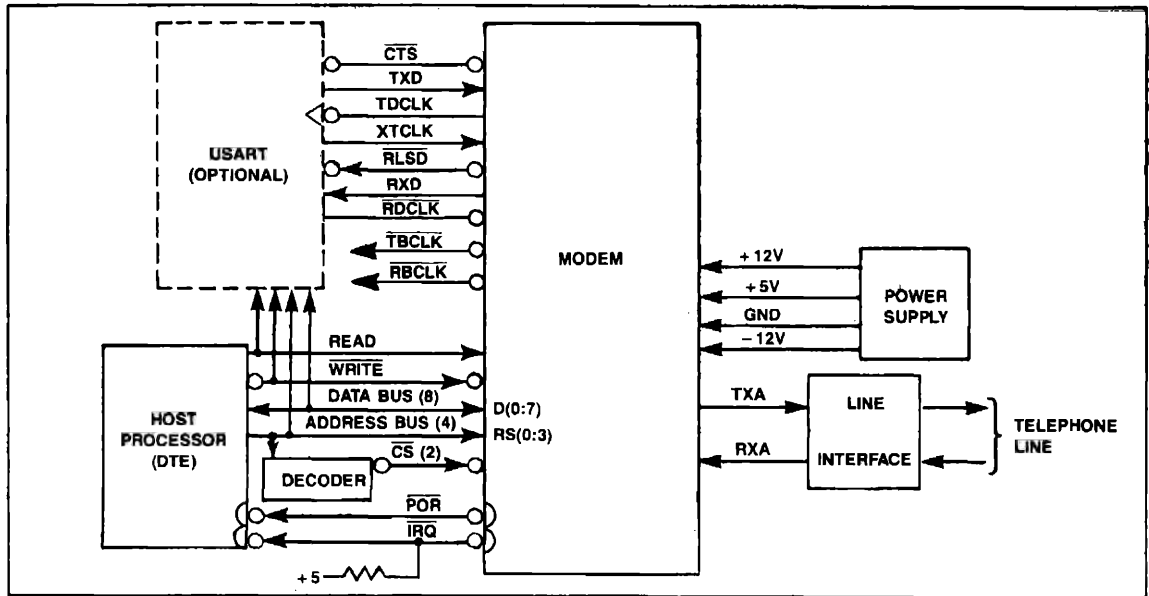 CTS
TXD
TDCLK
XTCLK
RLSD
RXD
RDCLK
TBCLK
RBCLK
USART
(OPTIONAL)
MODEM
+12V
+5V
GND
−12V
POWER
SUPPLY
HOST
PROCESSOR
(DTE)
READ
WRITE
DATA BUS (8)
D(0:7)
ADDRESS BUS (4)
RS(0:3)
CS (2)
DECODER
POR
IRQ
+5
TXA
RXA
LINE
INTERFACE
TELEPHONE
LINE